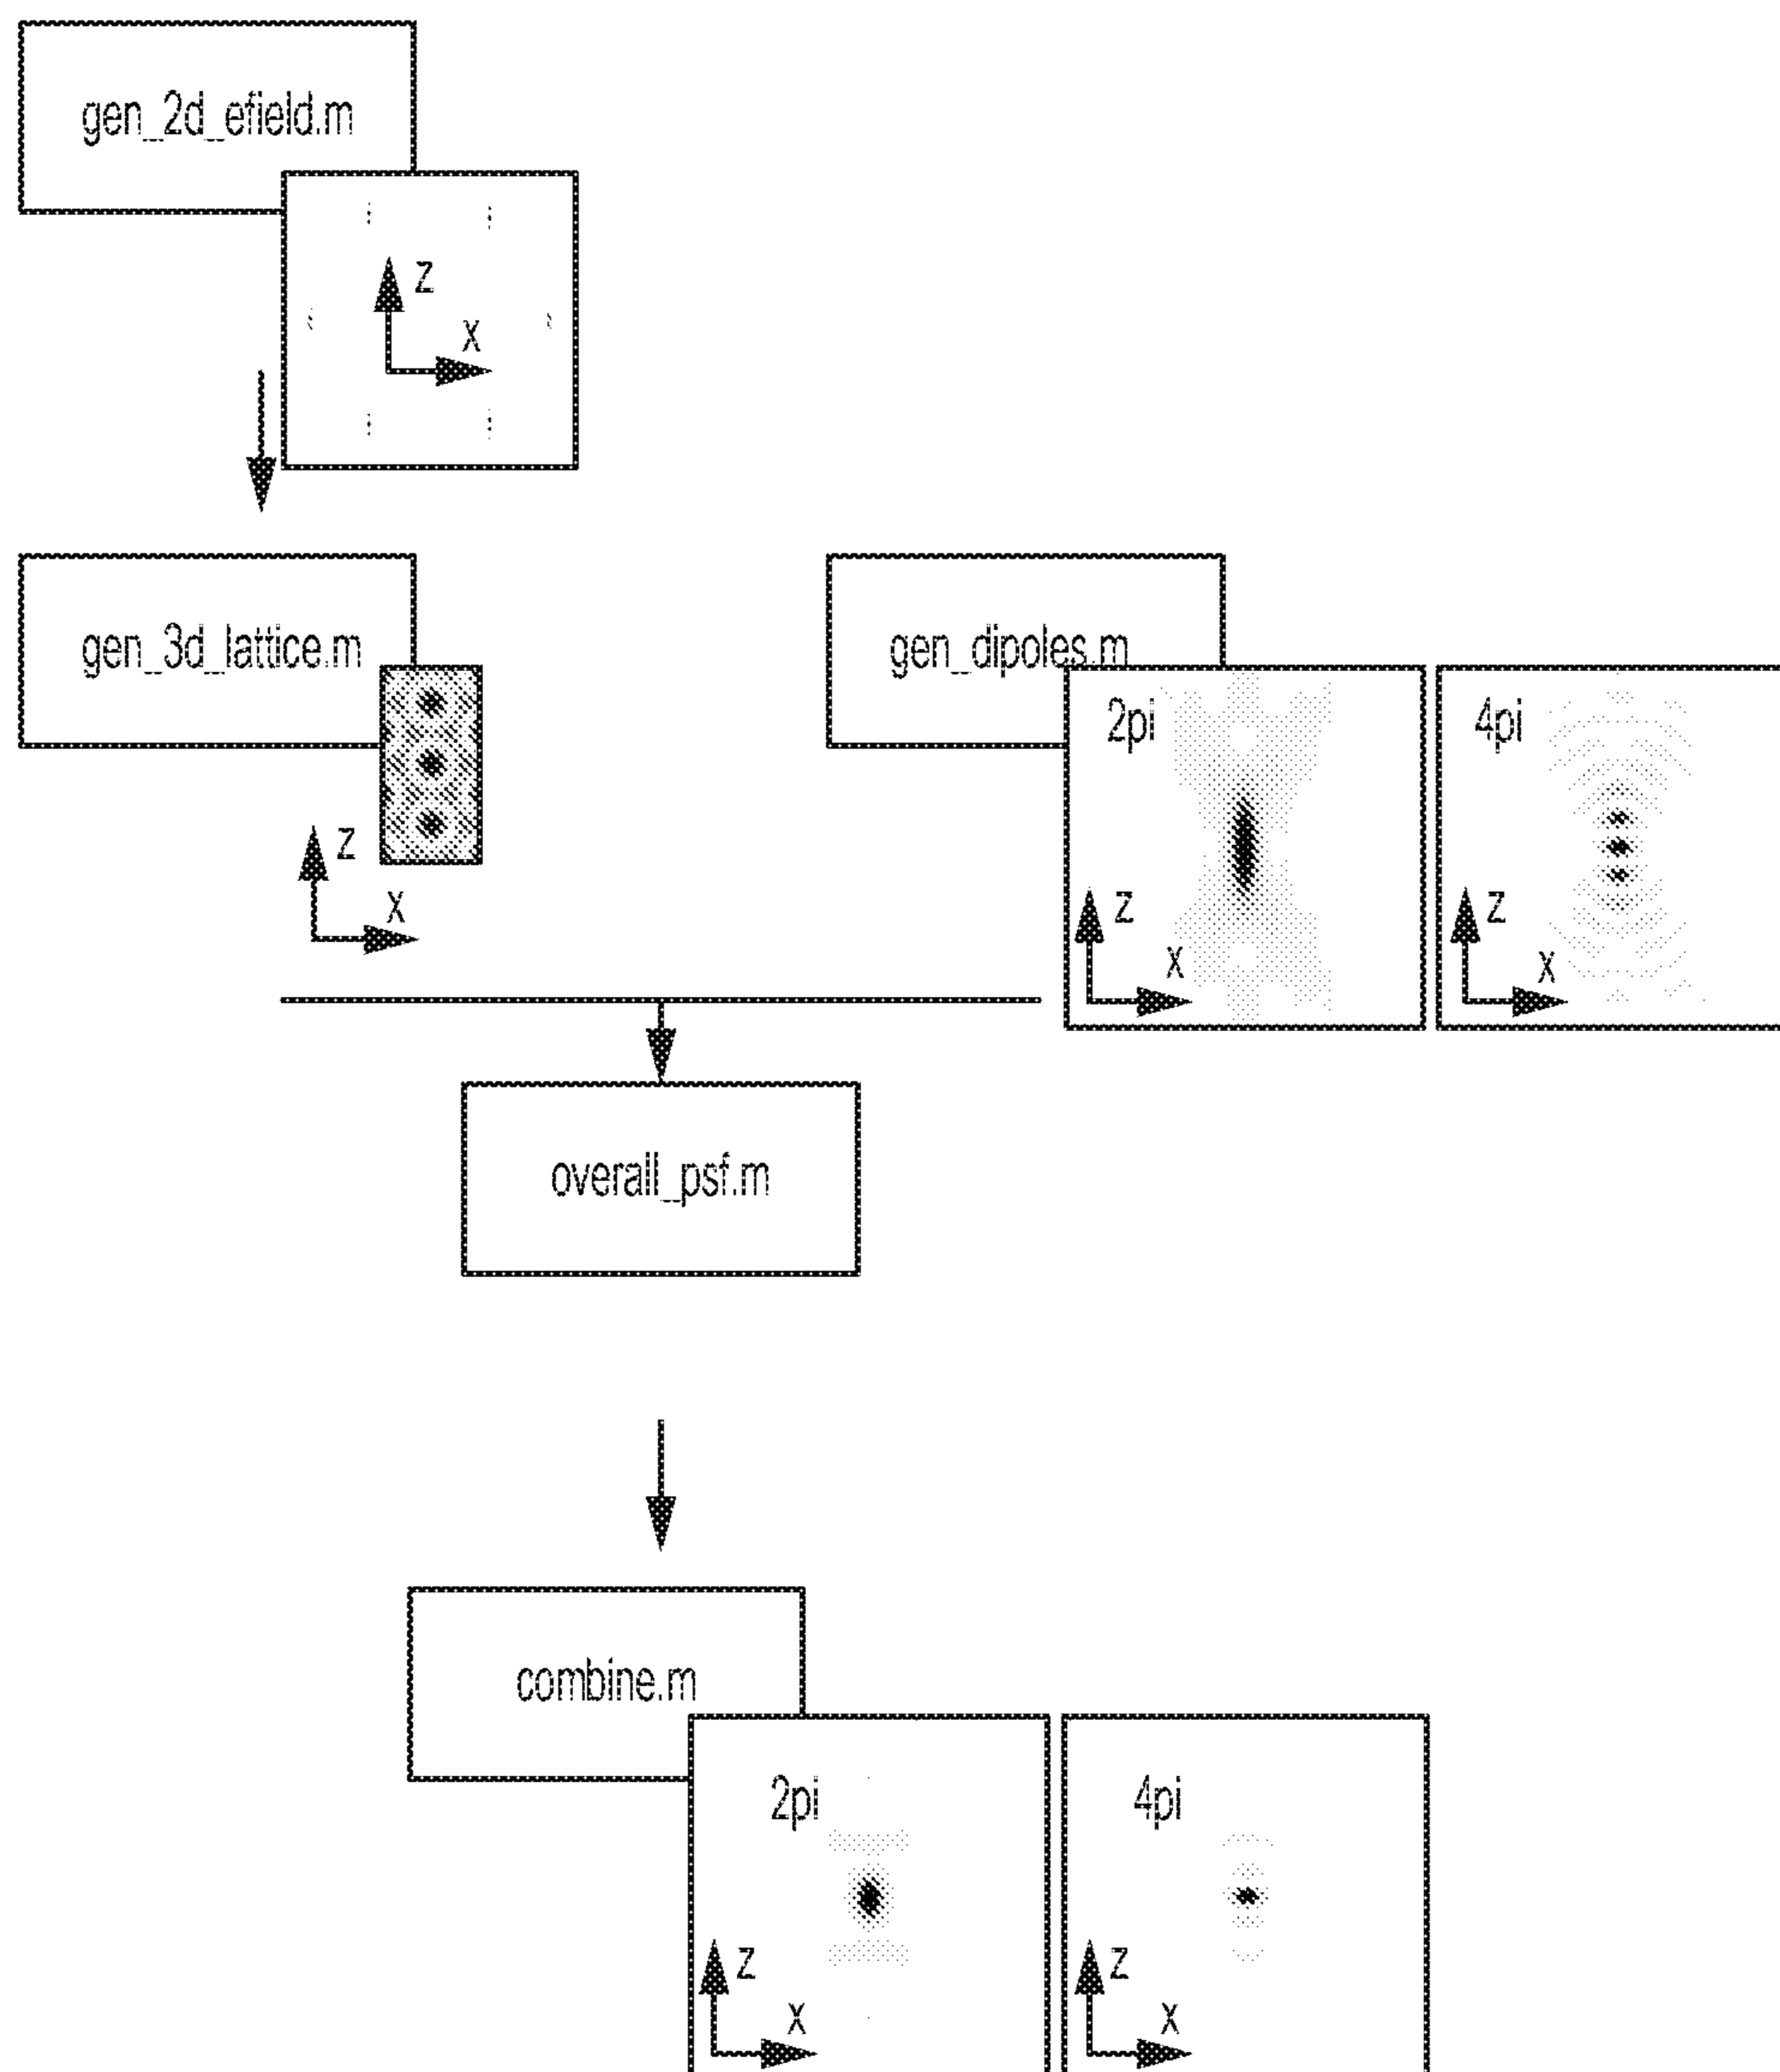 gen_2d_efield.m
Z
X
gen_3d_lattice.m
Z
X
gen_dipoles.m
2pi
Z
X
4pi
Z
X
overall_psf.m
combine.m
2pi
Z
X
4pi
Z
X